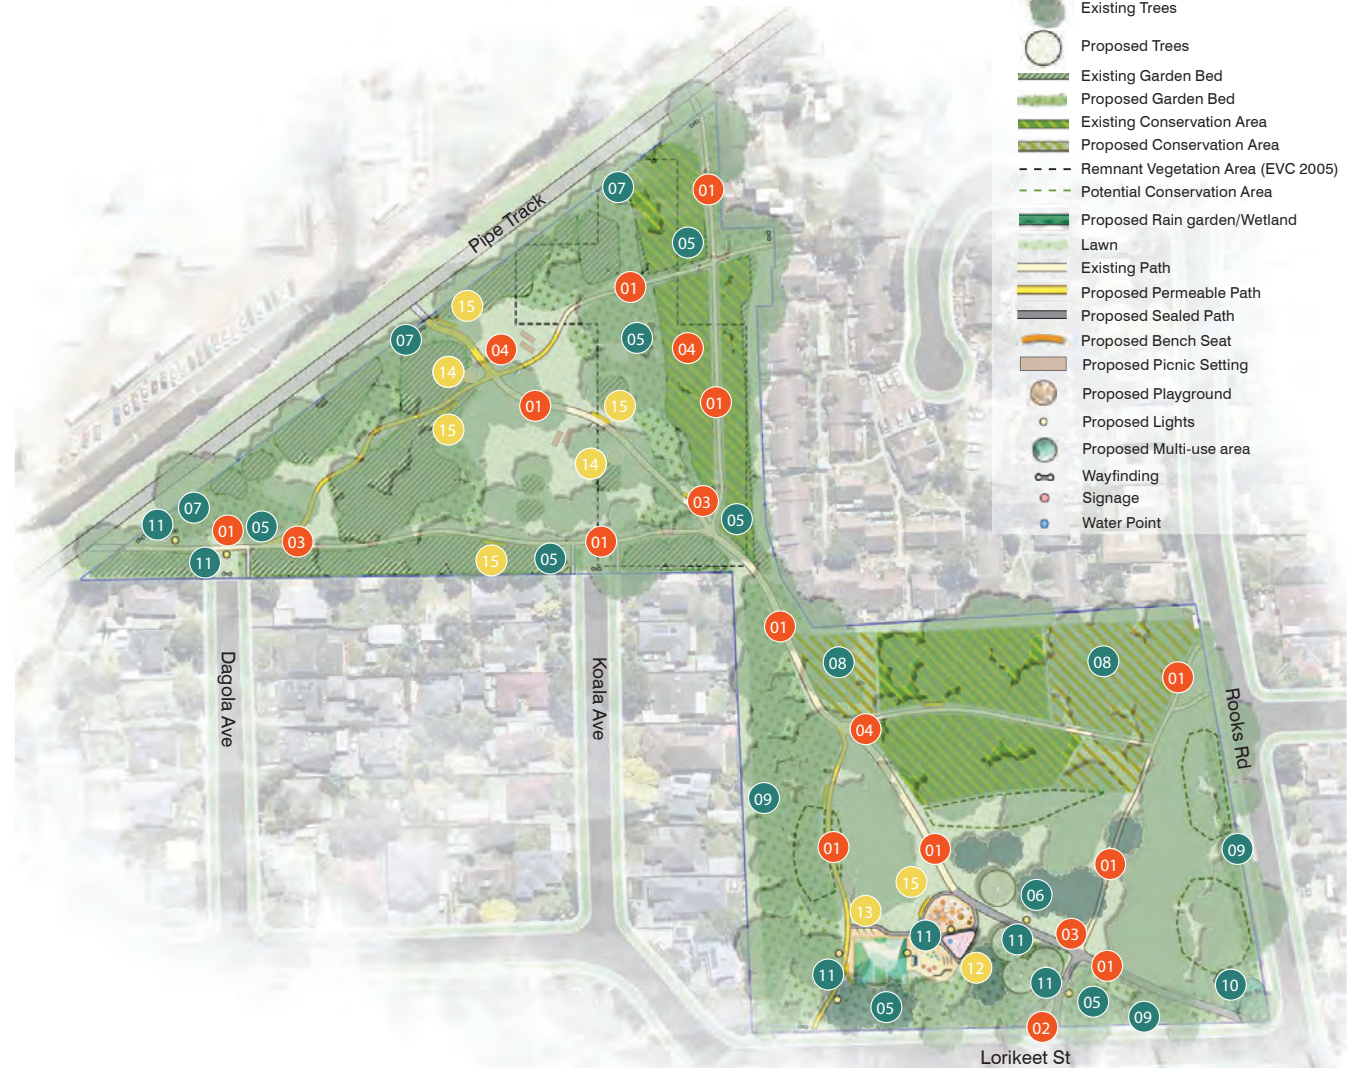 Existing Trees
Proposed Trees
Existing Garden Bed
Proposed Garden Bed
Existing Conservation Area
Proposed Conservation Area
Remnant Vegetation Area (EVC 2005)
Potential Conservation Area
Proposed Rain garden/Wetland
Lawn
Existing Path
Proposed Permeable Path
Proposed Sealed Path
Proposed Bench Seat
Proposed Picnic Setting
Proposed Playground
Proposed Lights
Proposed Multi-use area
Wayfinding
Signage
Water Point
Pipe Track
07
01
05
01
15
07
04
05
04
14
01
15
01
15
14
03
07
11
01
05
03
05
11
01
15
05
01
08
08
01
Dagola Ave
Koala Ave
Rooks Rd
04
09
01
01
09
01
15
06
13
11
11
03
12
01
11
11
10
05
05
09
02
Lorikeet St